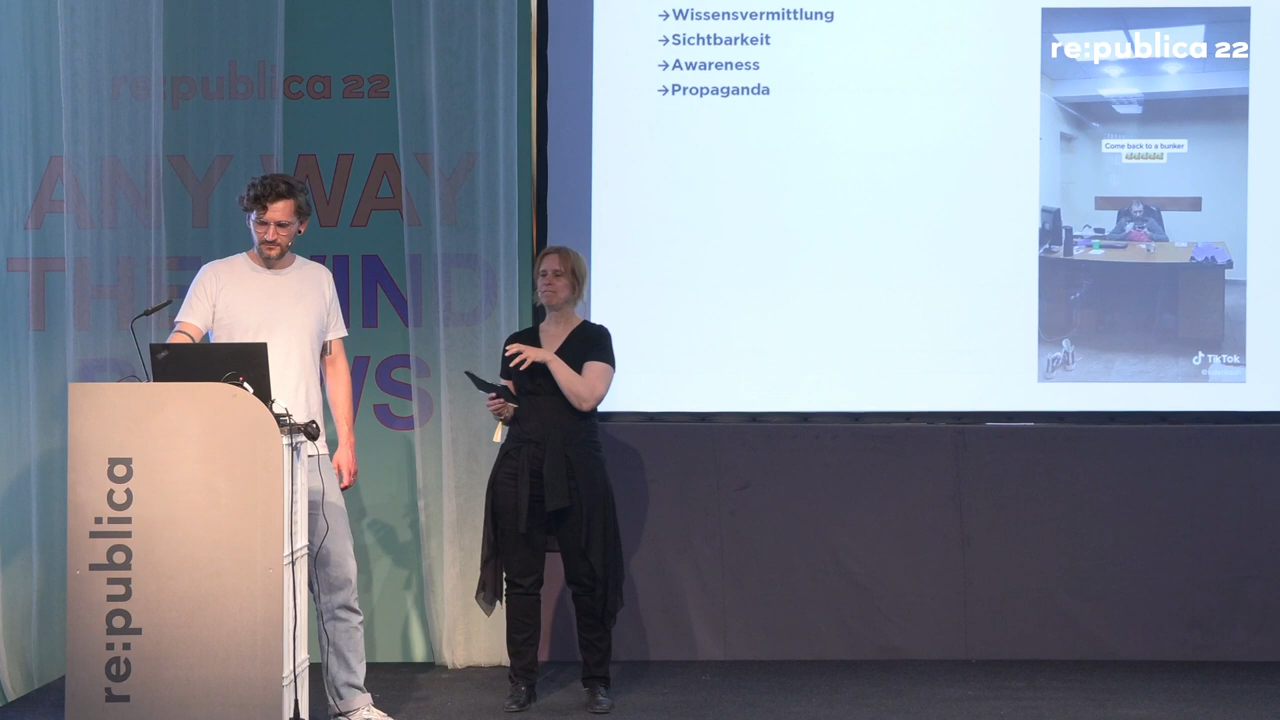 re:publica 22
ANY WAY
THE WIND
BLOWS
re:publica
→Wissensvermittlung
→Sichtbarkeit
→Awareness
→Propaganda
re:publica 22
Come back to a bunker
TikTok